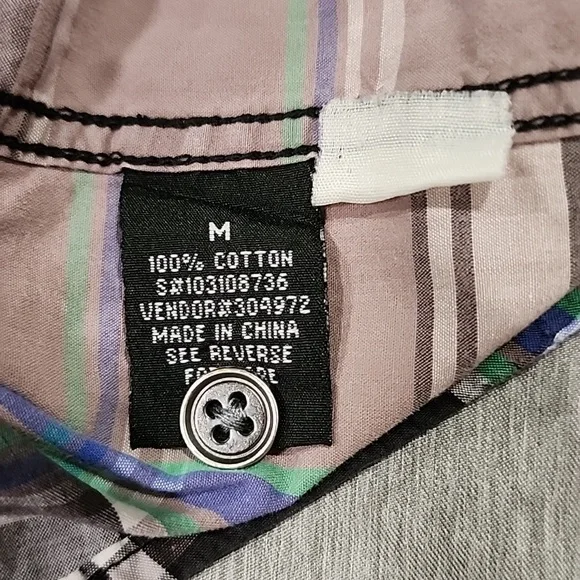 M
100% COTTON
S#103108736
VENDOR#304972
MADE IN CHINA
SEE REVERSE